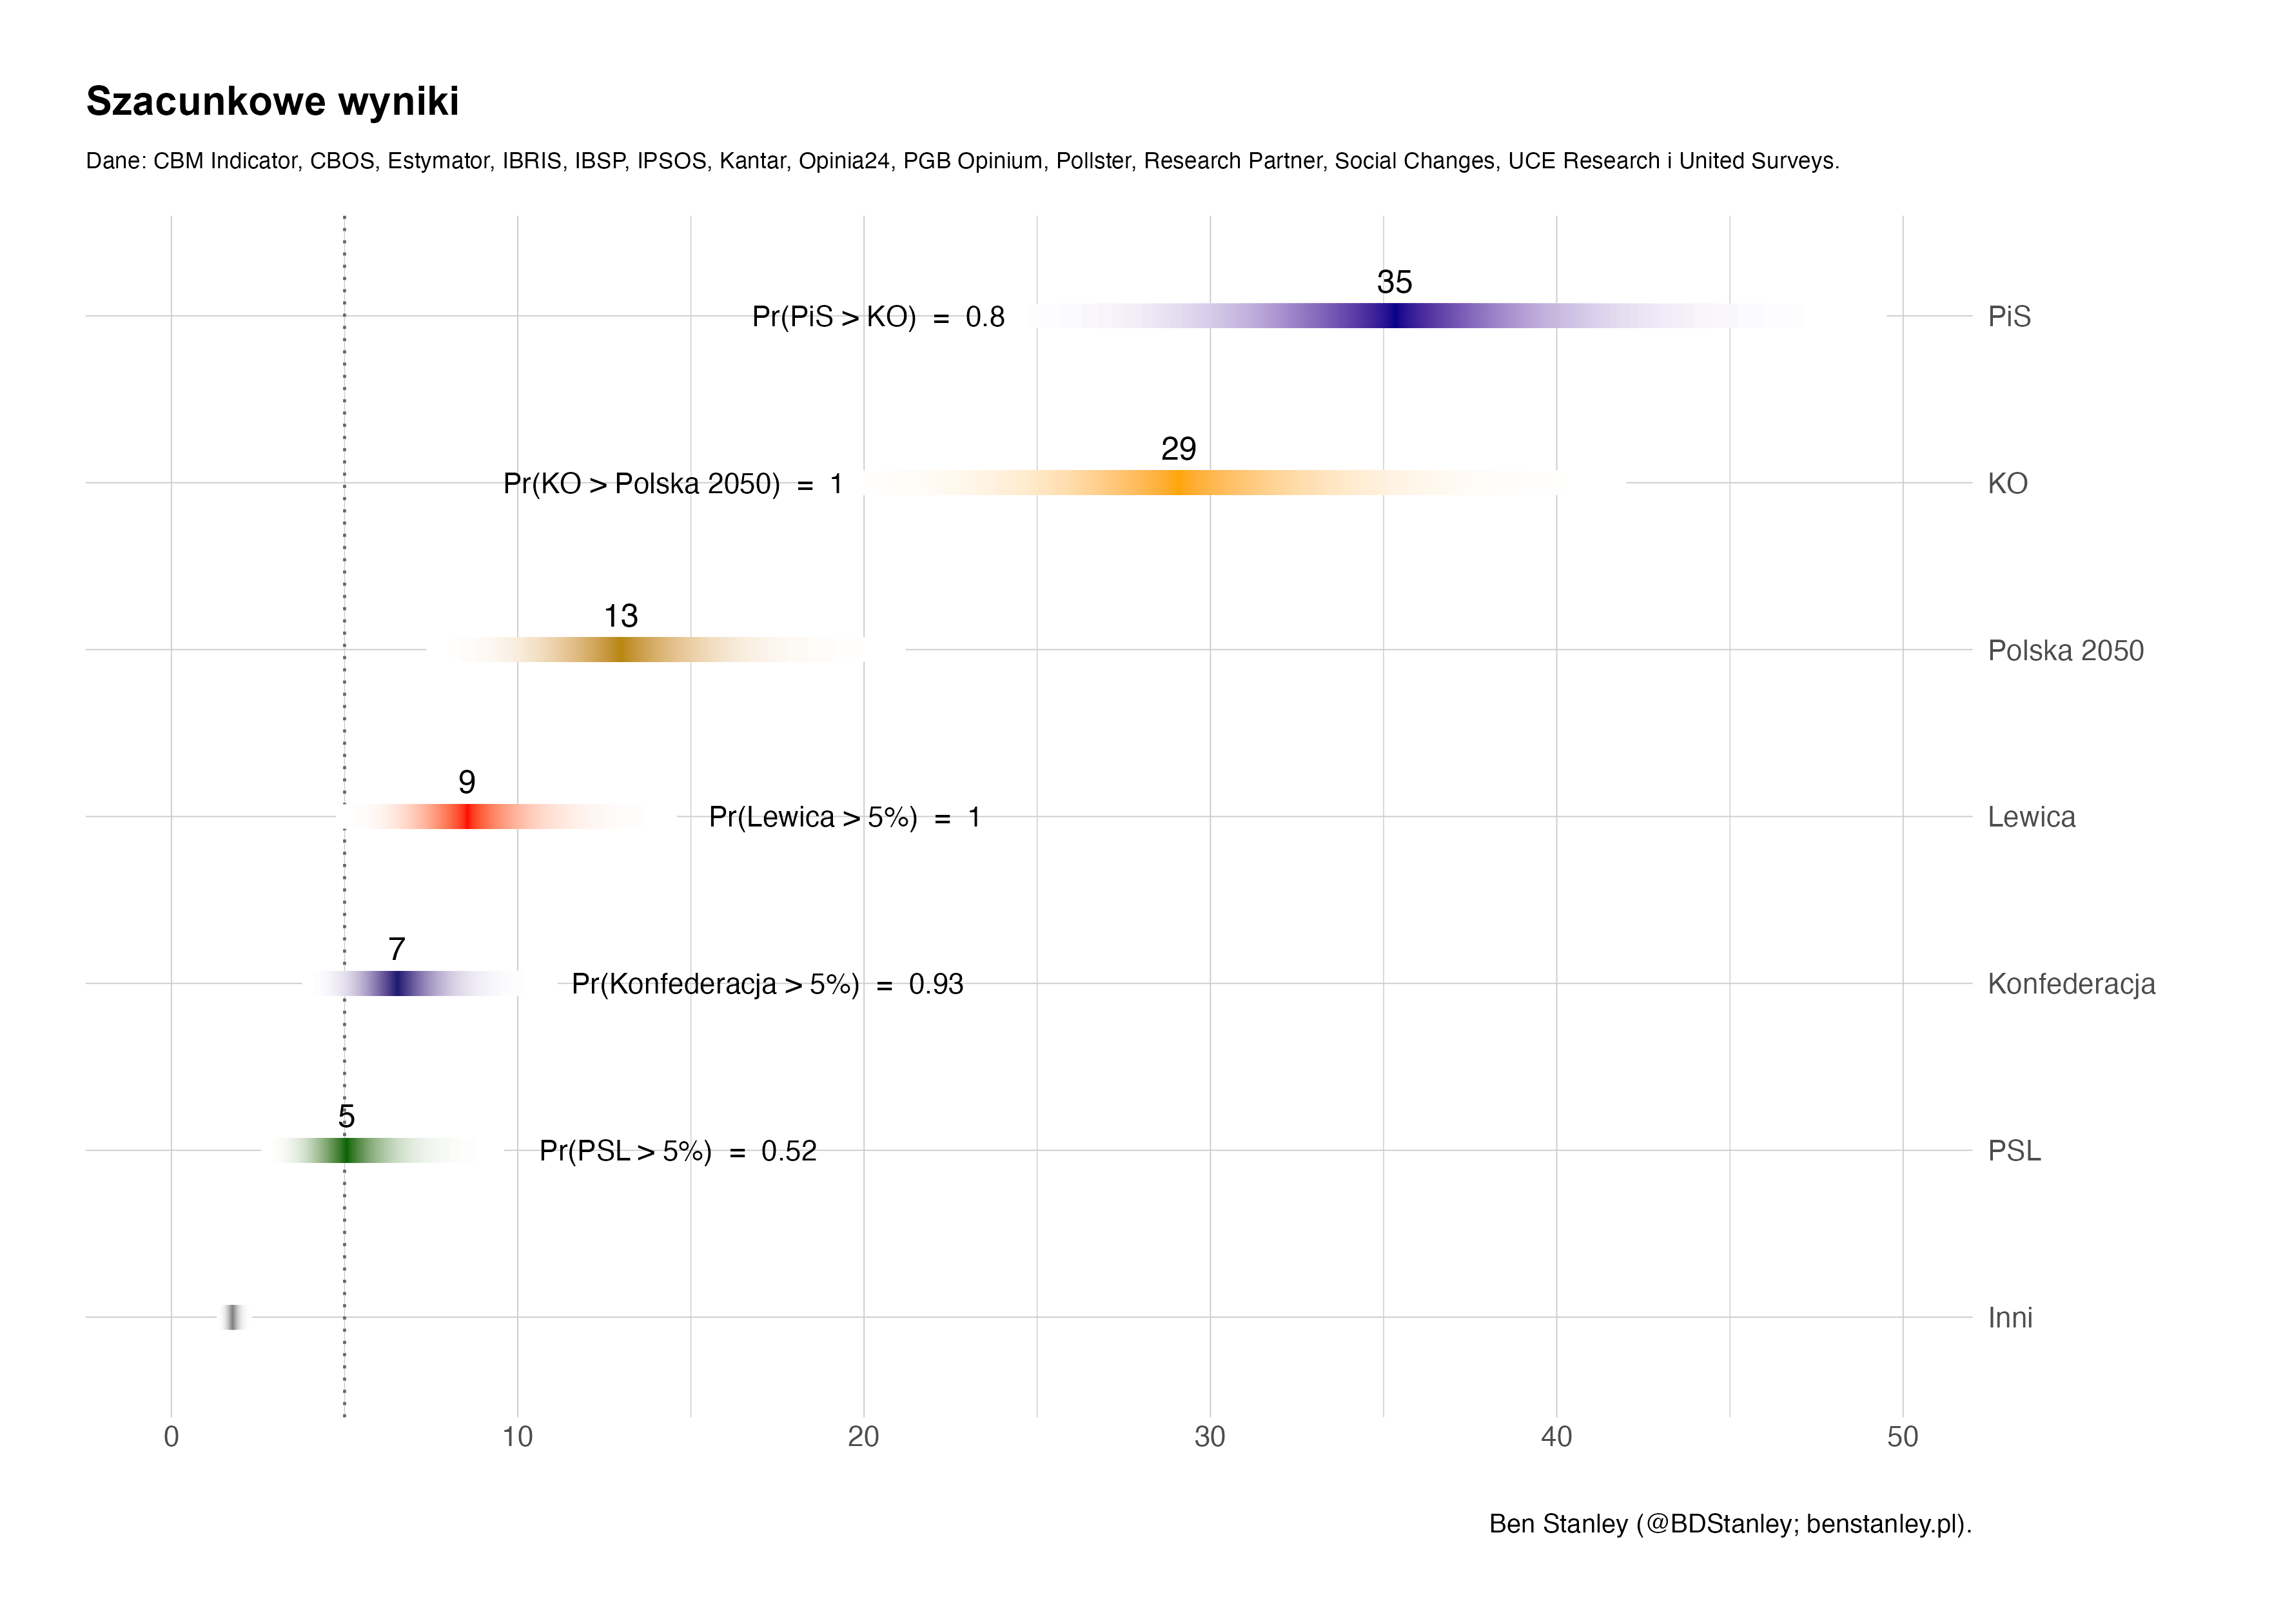 Szacunkowe wyniki
Dane: CBM Indicator, CBOS, Estymator, IBRIS, IBSP, IPSOS, Kantar, Opinia24, PGB Opinium, Pollster, Research Partner, Social Changes, UCE Research i United Surveys.
35
Pr(PiS > KO) = 0.8
PiS
29
Pr(KO > Polska 2050) = 1
KO
13
Polska 2050
9
Pr(Lewica > 5%) = 1
Lewica
7
Pr(Konfederacja > 5%) = 0.93
Konfederacja
5
Pr(PSL > 5%) = 0.52
PSL
Inni
0 10 20 30 40 50
Ben Stanley (@BDStanley; benstanley.pl).